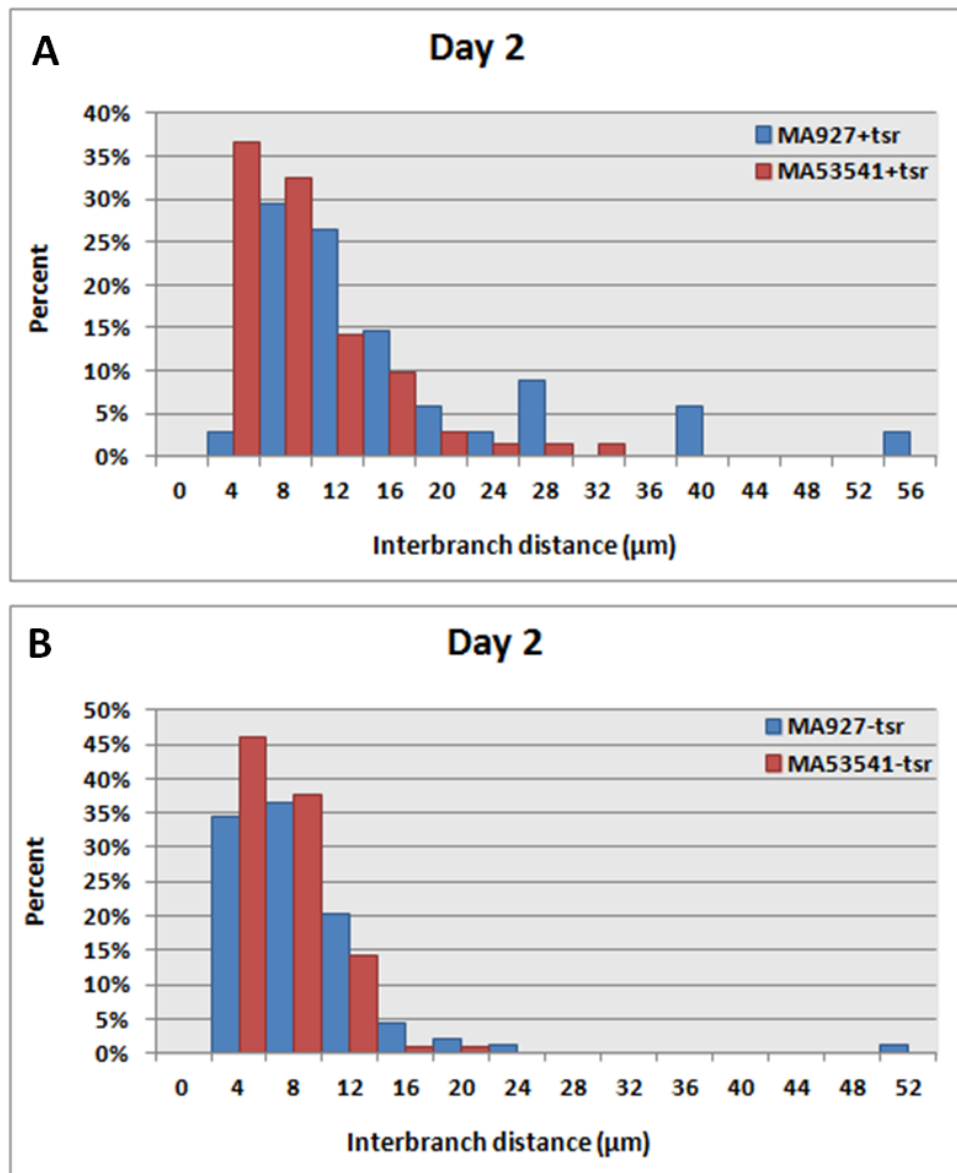 A
Day 2
40%
35%
30%
25%
20%
15%
10%
5%
0%
Percent
MA927+tsr
MA53541+tsr
0 4 8 12 16 20 24 28 32 36 40 44 48 52 56
Interbranch distance (µm)
B
Day 2
50%
45%
40%
35%
30%
25%
20%
15%
10%
5%
0%
Percent
MA927-tsr
MA53541-tsr
0 4 8 12 16 20 24 28 32 36 40 44 48 52
Interbranch distance (µm)